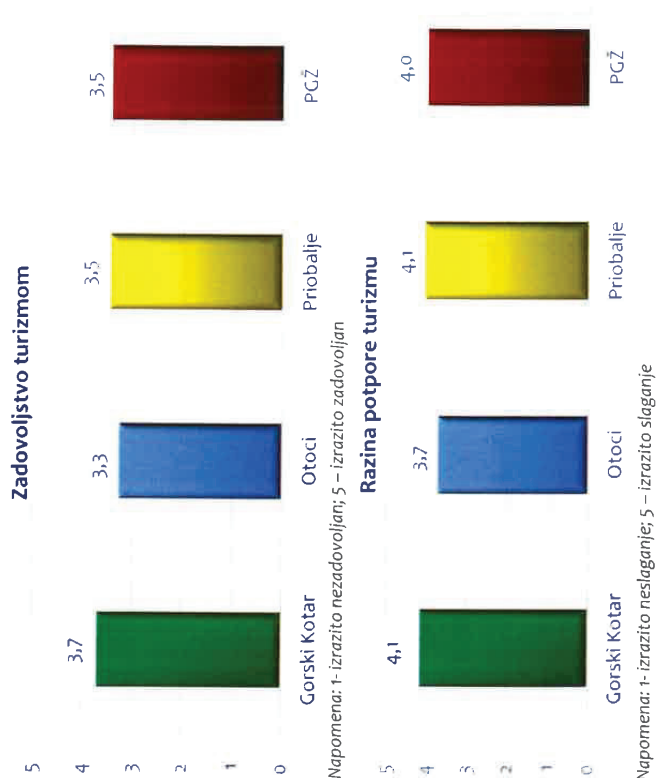 Zadovoljstvo turizmom
5
4
3
2
1
0
3,7
3,3
3,5
3,5
Gorski Kotar
Otoci
Priobalje
PGŽ
Napomena: 1- izrazito nezadovoljan; 5 – izrazito zadovoljan
Razina potpore turizmu
5
4
3
2
1
0
4,1
3,7
4,1
4,0
Gorski Kotar
Otoci
Priobalje
PGŽ
Napomena: 1- izrazito neslaganje; 5 – izrazito slaganje